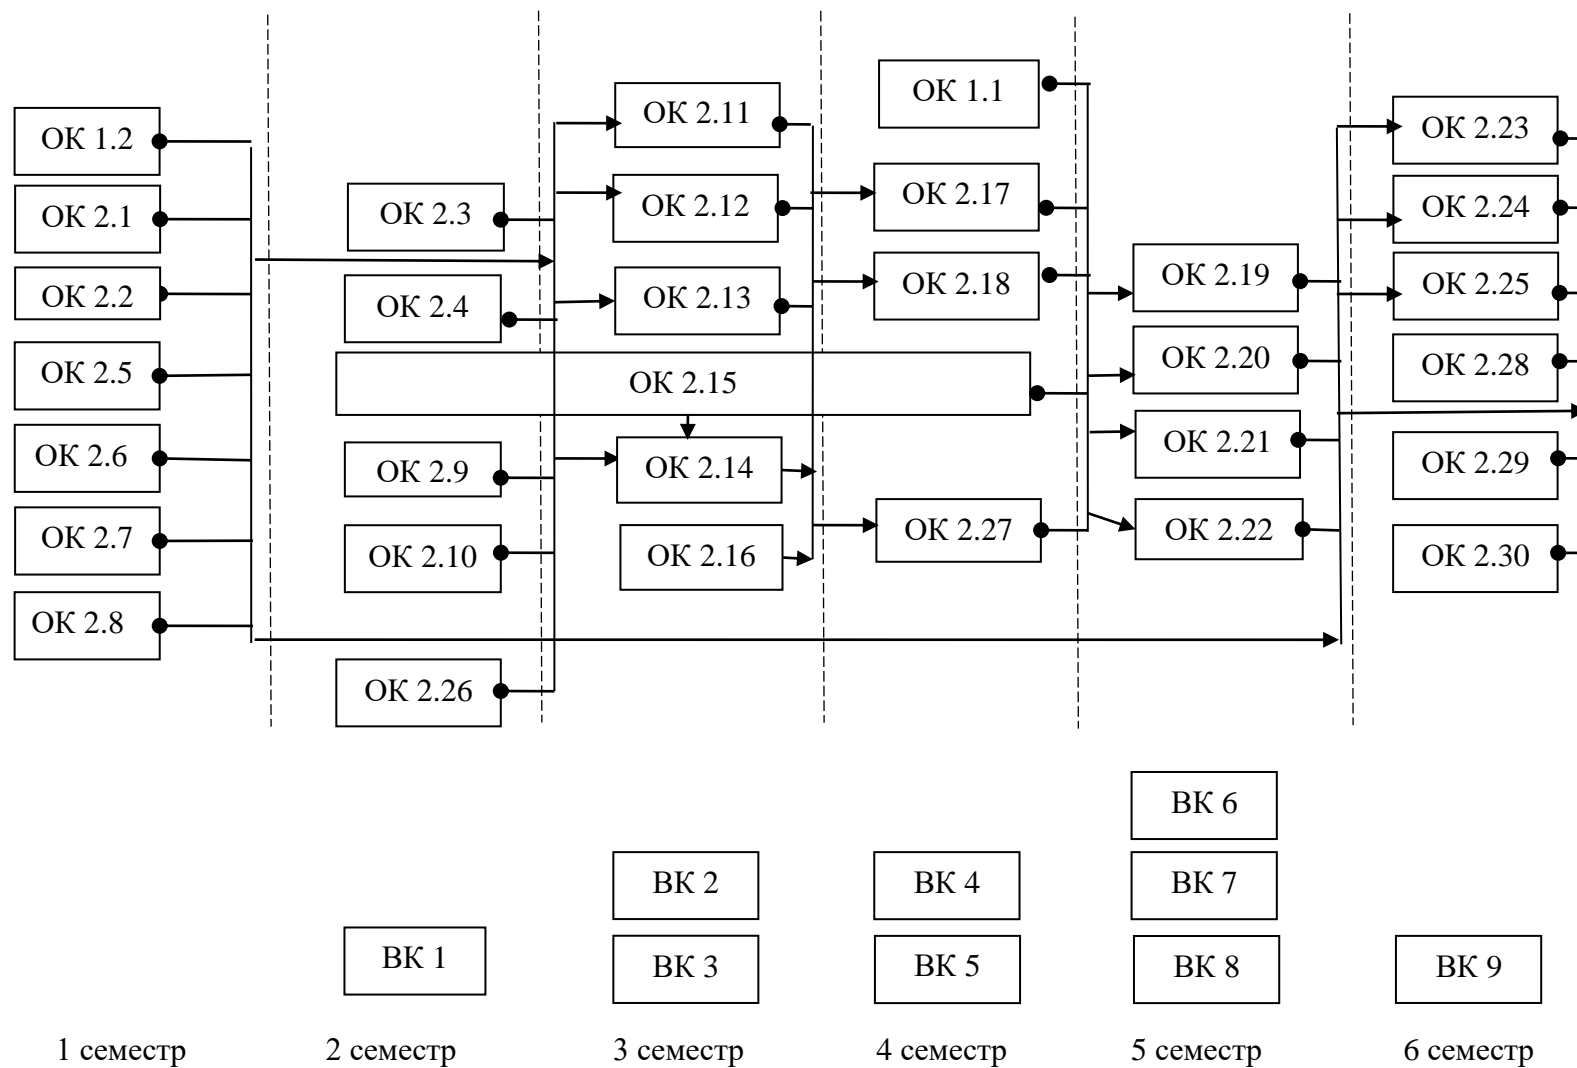 ОК 1.2
ОК 2.1
ОК 2.2
ОК 2.5
ОК 2.6
ОК 2.7
ОК 2.8
ОК 2.3
ОК 2.4
ОК 2.15
ОК 2.9
ОК 2.10
ОК 2.26
ОК 2.11
ОК 2.12
ОК 2.13
ОК 2.14
ОК 2.16
ОК 1.1
ОК 2.17
ОК 2.18
ОК 2.27
ОК 2.19
ОК 2.20
ОК 2.21
ОК 2.22
ОК 2.23
ОК 2.24
ОК 2.25
ОК 2.28
ОК 2.29
ОК 2.30
ВК 1
ВК 2
ВК 3
ВК 4
ВК 5
ВК 6
ВК 7
ВК 8
ВК 9
1 семестр
2 семестр
3 семестр
4 семестр
5 семестр
6 семестр